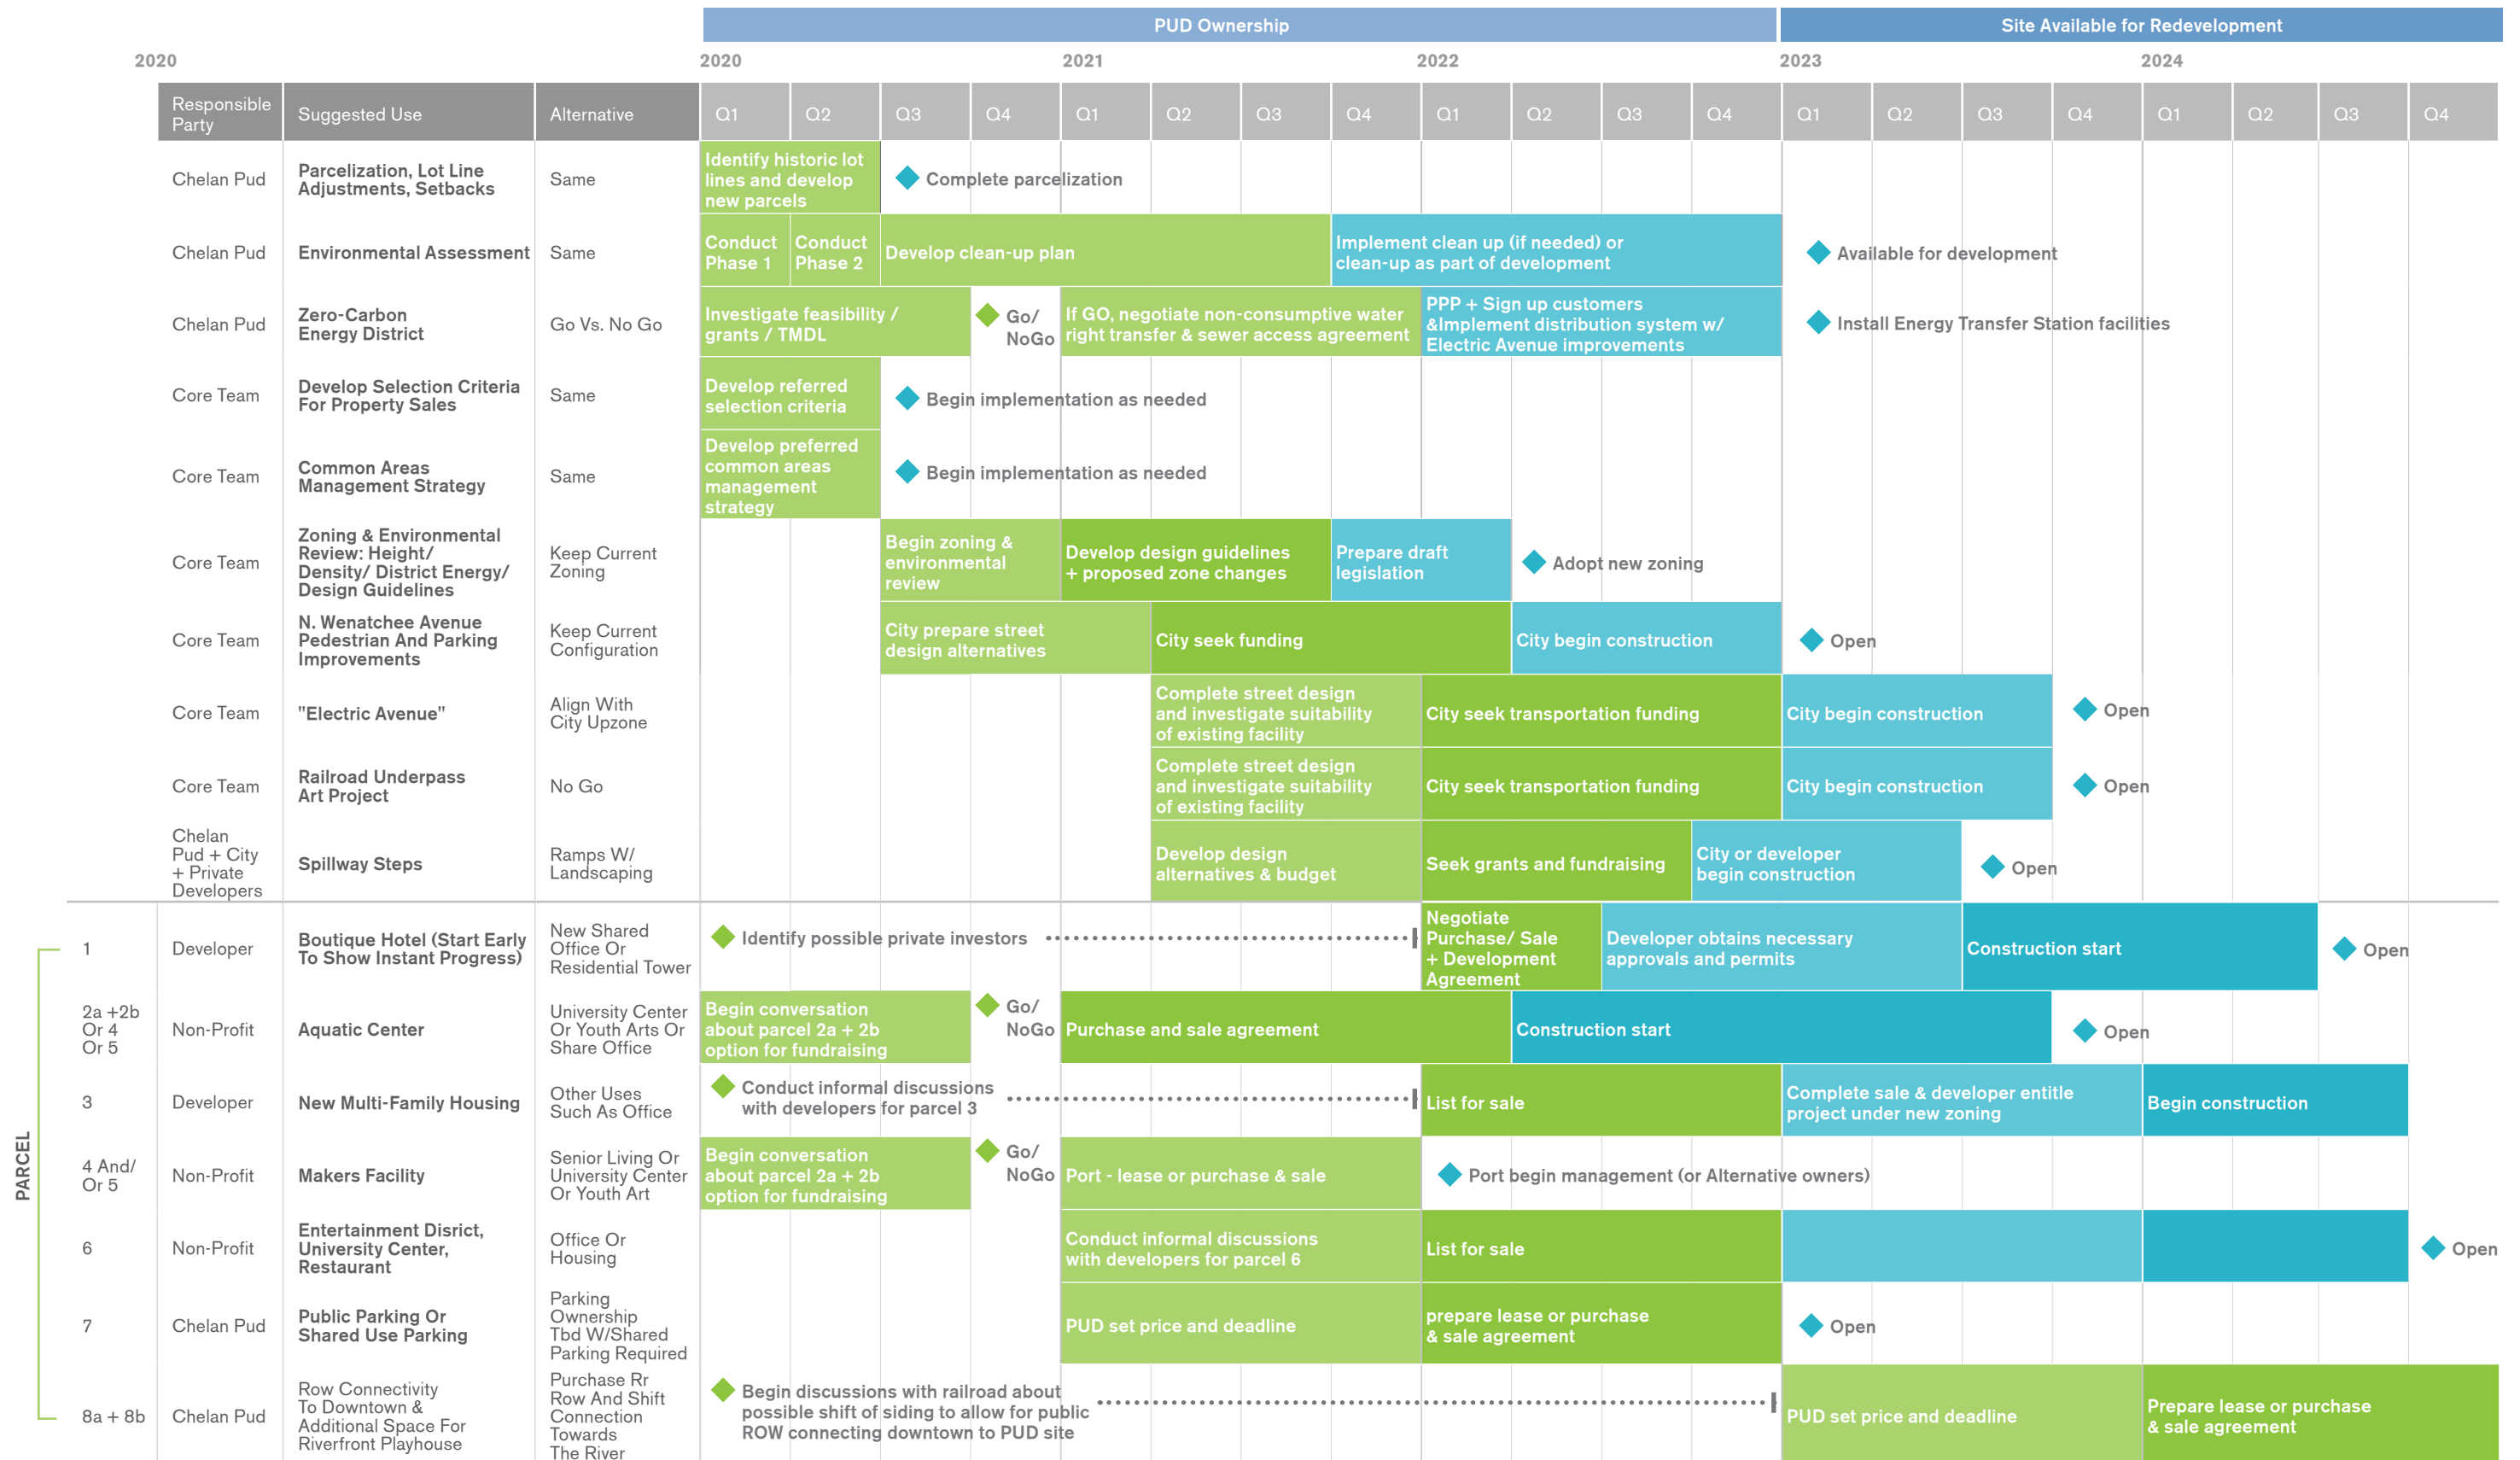 PUD Ownership
Site Available for Redevelopment
2020
2020
2021
2022
2023
2024
Responsible
Party
Suggested Use
Alternative
Q1
Q2
Q3
Q4
Q1
Q2
Q3
Q4
Q1
Q2
Q3
Q4
Q1
Q2
Q3
Q4
Q1
Q2
Q3
Q4
Chelan Pud
Parcelization, Lot Line
Adjustments, Setbacks
Same
Identify historic lot
lines and develop
new parcels
Complete parcelization
Chelan Pud
Environmental Assessment
Same
Conduct
Phase 1
Conduct
Phase 2
Develop clean-up plan
Implement clean up (if needed) or
clean-up as part of development
Available for development
Chelan Pud
Zero-Carbon
Energy District
Go Vs. No Go
Investigate feasibility /
grants / TMDL
Go/
NoGo
If GO, negotiate non-consumptive water
right transfer & sewer access agreement
PPP + Sign up customers
&Implement distribution system w/
Electric Avenue improvements
Install Energy Transfer Station facilities
Core Team
Develop Selection Criteria
For Property Sales
Same
Develop referred
selection criteria
Begin implementation as needed
Core Team
Common Areas
Management Strategy
Same
Develop preferred
common areas
management
strategy
Begin implementation as needed
Core Team
Zoning & Environmental
Review: Height/
Density/ District Energy/
Design Guidelines
Keep Current
Zoning
Begin zoning &
environmental
review
Develop design guidelines
+ proposed zone changes
Prepare draft
legislation
Adopt new zoning
Core Team
N. Wenatchee Avenue
Pedestrian And Parking
Improvements
Keep Current
Configuration
City prepare street
design alternatives
City seek funding
City begin construction
Open
Core Team
"Electric Avenue"
Align With
City Upzone
Complete street design
and investigate suitability
of existing facility
City seek transportation funding
City begin construction
Open
Core Team
Railroad Underpass
Art Project
No Go
Complete street design
and investigate suitability
of existing facility
City seek transportation funding
City begin construction
Open
Chelan
Pud + City
+ Private
Developers
Spillway Steps
Ramps W/
Landscaping
Develop design
alternatives & budget
Seek grants and fundraising
City or developer
begin construction
Open
PARCEL
1
Developer
Boutique Hotel (Start Early
To Show Instant Progress)
New Shared
Office Or
Residential Tower
Identify possible private investors
Negotiate
Purchase/ Sale
+ Development
Agreement
Developer obtains necessary
approvals and permits
Construction start
Open
2a +2b
Or 4
Or 5
Non-Profit
Aquatic Center
University Center
Or Youth Arts Or
Share Office
Begin conversation
about parcel 2a + 2b
option for fundraising
Go/
NoGo
Purchase and sale agreement
Construction start
Open
3
Developer
New Multi-Family Housing
Other Uses
Such As Office
Conduct informal discussions
with developers for parcel 3
List for sale
Complete sale & developer entitle
project under new zoning
Begin construction
4 And/
Or 5
Non-Profit
Makers Facility
Senior Living Or
University Center
Or Youth Art
Begin conversation
about parcel 2a + 2b
option for fundraising
Go/
NoGo
Port - lease or purchase & sale
Port begin management (or Alternative owners)
6
Non-Profit
Entertainment Disrict,
University Center,
Restaurant
Office Or
Housing
Conduct informal discussions
with developers for parcel 6
List for sale
Open
7
Chelan Pud
Public Parking Or
Shared Use Parking
Parking
Ownership
Tbd W/Shared
Parking Required
PUD set price and deadline
prepare lease or purchase
& sale agreement
Open
8a + 8b
Chelan Pud
Row Connectivity
To Downtown &
Additional Space For
Riverfront Playhouse
Purchase Rr
Row And Shift
Connection
Towards
The River
Begin discussions with railroad about
possible shift of siding to allow for public
ROW connecting downtown to PUD site
PUD set price and deadline
Prepare lease or purchase
& sale agreement